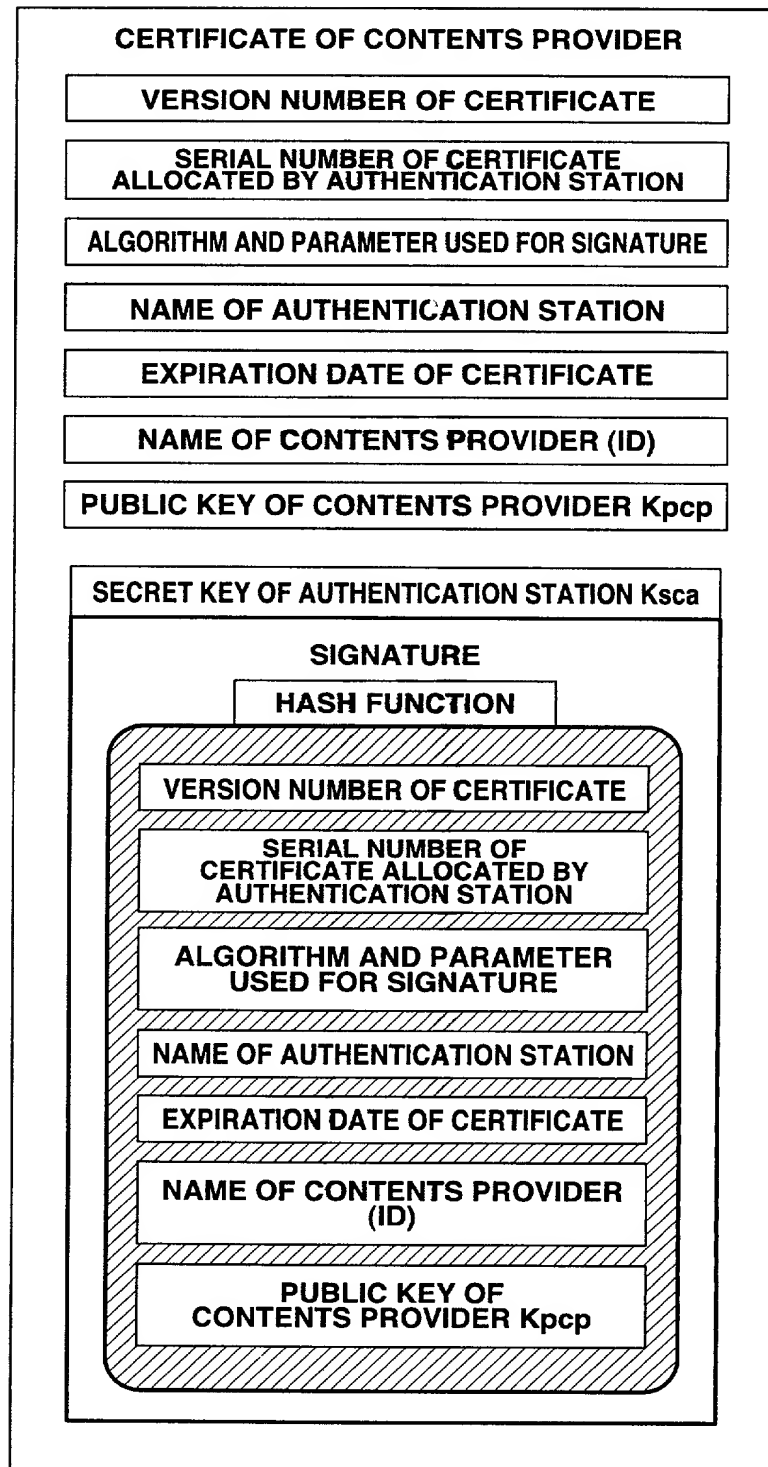 CERTIFICATE OF CONTENTS PROVIDER
VERSION NUMBER OF CERTIFICATE
SERIAL NUMBER OF CERTIFICATE
ALLOCATED BY AUTHENTICATION STATION
ALGORITHM AND PARAMETER USED FOR SIGNATURE
NAME OF AUTHENTICATION STATION
EXPIRATION DATE OF CERTIFICATE
NAME OF CONTENTS PROVIDER (ID)
PUBLIC KEY OF CONTENTS PROVIDER Kpcp
SECRET KEY OF AUTHENTICATION STATION Ksca
SIGNATURE
HASH FUNCTION
VERSION NUMBER OF CERTIFICATE
SERIAL NUMBER OF
CERTIFICATE ALLOCATED BY
AUTHENTICATION STATION
ALGORITHM AND PARAMETER
USED FOR SIGNATURE
NAME OF AUTHENTICATION STATION
EXPIRATION DATE OF CERTIFICATE
NAME OF CONTENTS PROVIDER
(ID)
PUBLIC KEY OF
CONTENTS PROVIDER Kpcp